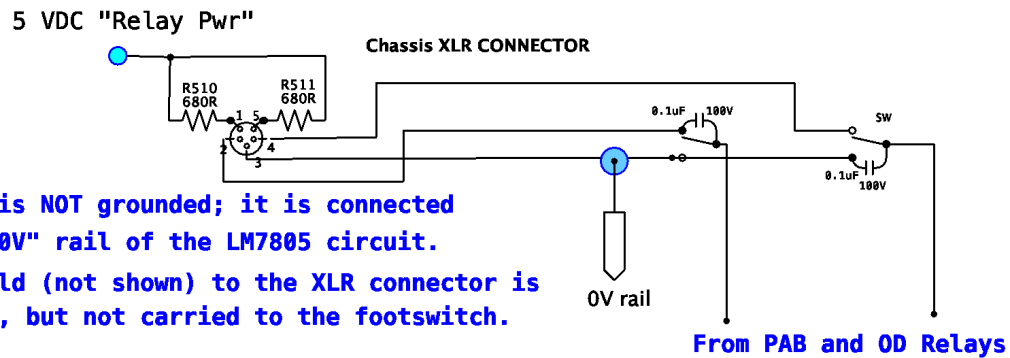 5 VDC "Relay Pwr"
Chassis XLR CONNECTOR
R510
680R
R511
680R
1 5
2 4
3
0.1uF 100V
SW
0.1uF
100V
is NOT grounded; it is connected
0V" rail of the LM7805 circuit.
ld (not shown) to the XLR connector is
, but not carried to the footswitch.
0V rail
From PAB and OD Relays